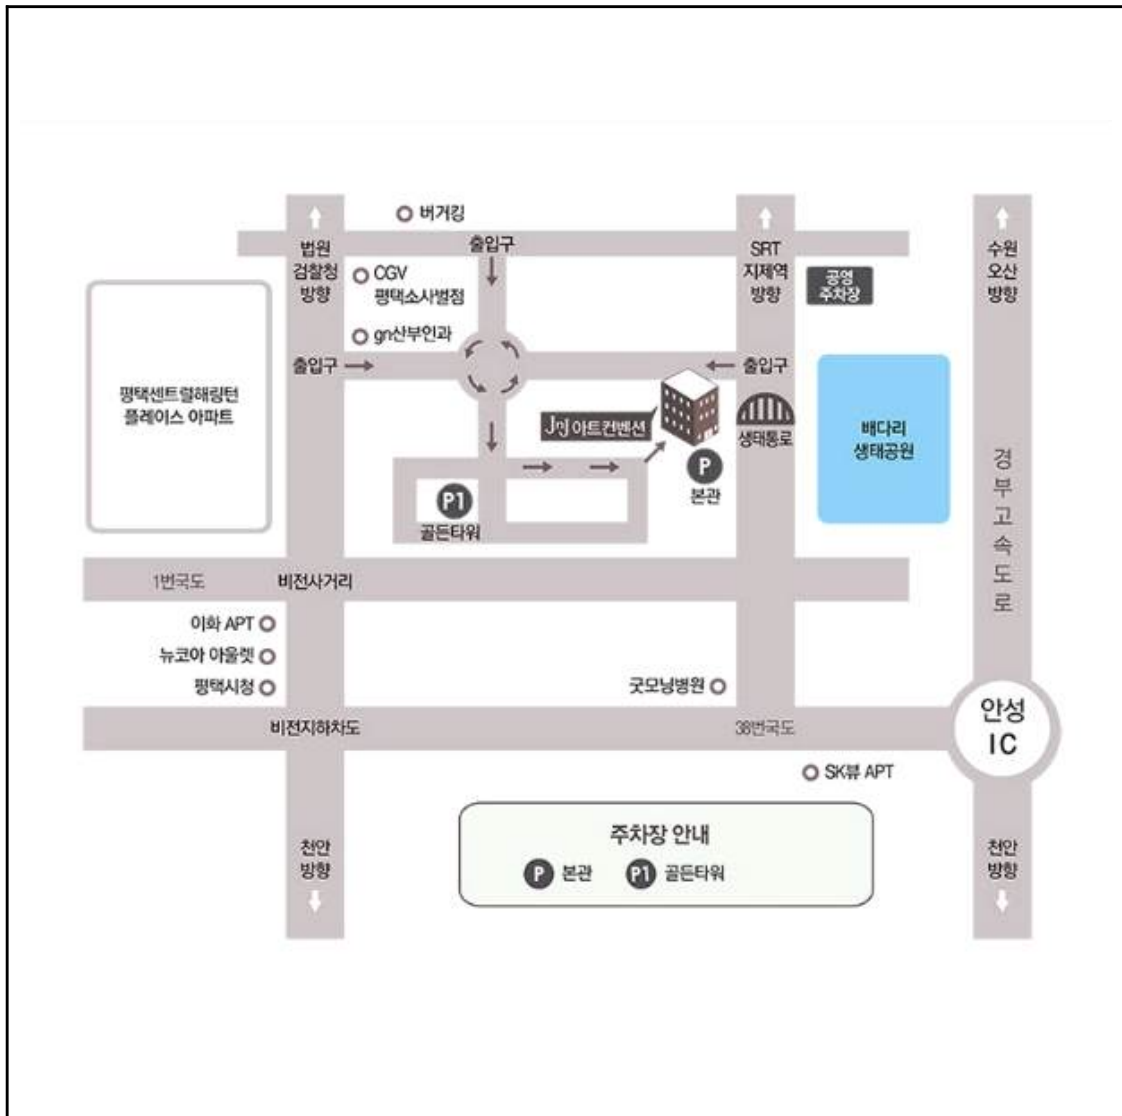 버거킹
법원
검찰청
방향
출입구
SRT
지제역
방향
수원
오산
방향
CGV
평택소사벌점
공영
주차장
gn산부인과
출입구
출입구
평택센트럴해링턴
플레이스 아파트
JnJ 아트컨벤션
생태통로
배다리
생태공원
P
본관
P1
골든타워
경부고속도로
1번국도
비전사거리
이화 APT
뉴코아 아울렛
평택시청
굿모닝병원
비전지하차도
38번국도
안성
IC
SK뷰 APT
주차장 안내
P 본관 P1 골든타워
천안
방향
천안
방향